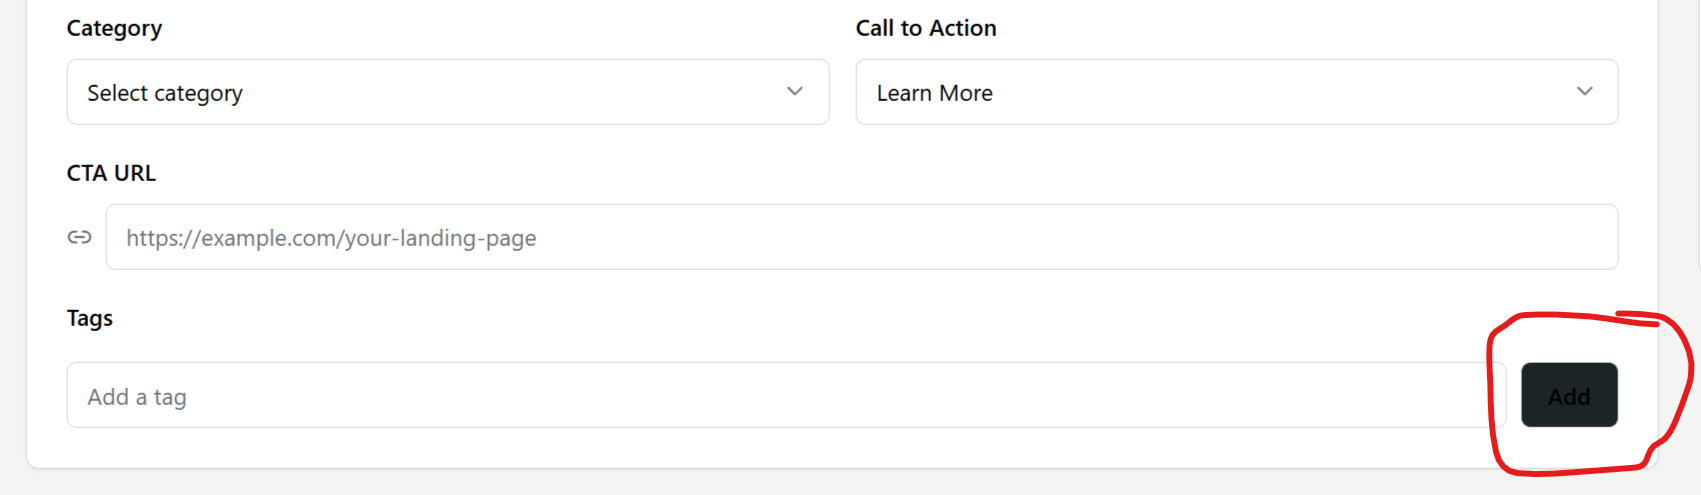 Category
Call to Action
Select category
Learn More
CTA URL
https://example.com/your-landing-page
Tags
Add a tag
Add